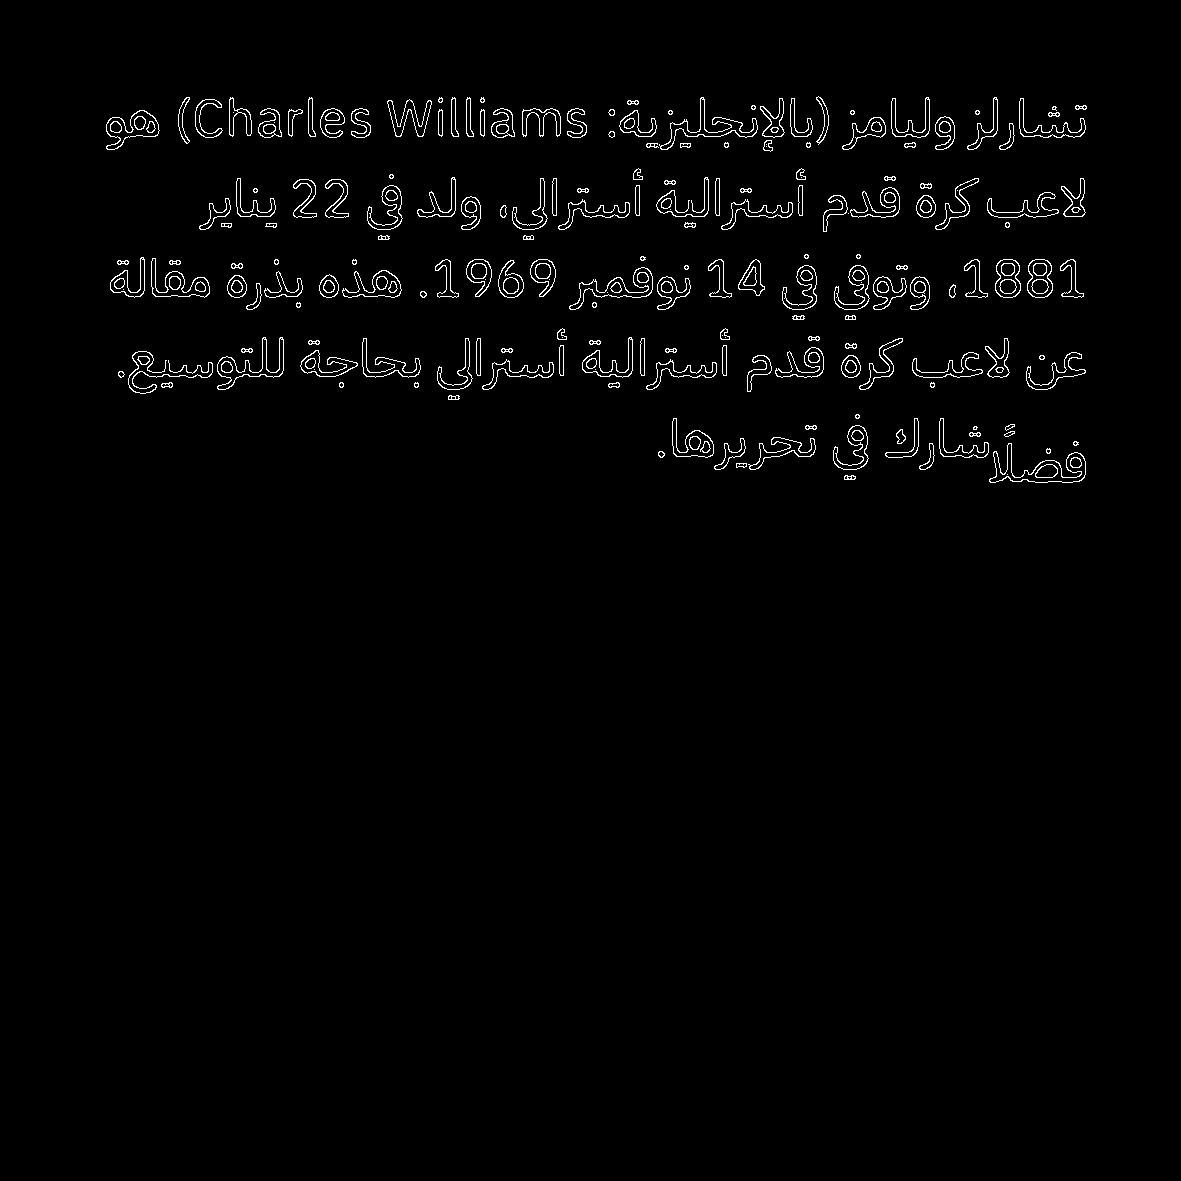 تشارلز وليامز (بالإنجليزية: Charles Williams) هو
لاعب كرة قدم أسترالية أسترالي، ولد في 22 يناير
1881، وتوفي في 14 نوفمبر 1969. هذه بذرة مقالة
عن لاعب كرة قدم أسترالية أسترالي بحاجة للتوسيع.
فضلًا شارك في تحريرها.